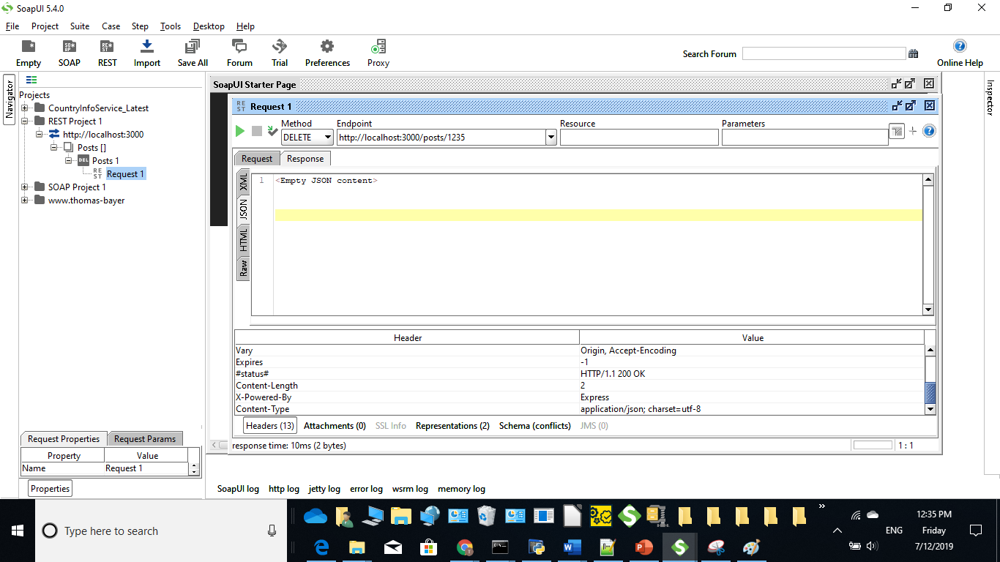 SoapUI 5.4.0
File Project Suite Case Step Tools Desktop Help
Empty SOAP REST Import Save All Forum Trial Preferences Proxy
Search Forum
Online Help
Navigator
Projects
CountryInfoService_Latest
REST Project 1
http://localhost:3000
Posts []
DEL Posts 1
REST Request 1
SOAP Project 1
www.thomas-bayer
SoapUI Starter Page
REST Request 1
Method Endpoint Resource Parameters
DELETE http://localhost:3000/posts/1235
Request Response
XML
JSON
HTML
Raw
1 <Empty JSON content>
Header Value
Vary Origin, Accept-Encoding
Expires -1
#status# HTTP/1.1 200 OK
Content-Length 2
X-Powered-By Express
Content-Type application/json; charset=utf-8
Headers (13) Attachments (0) SSL Info Representations (2) Schema (conflicts) JMS (0)
response time: 10ms (2 bytes) 1 : 1
Inspector
Request Properties Request Params
Property Value
Name Request 1
Properties
SoapUI log http log jetty log error log wsrm log memory log
Type here to search
ENG
12:35 PM
Friday
7/12/2019